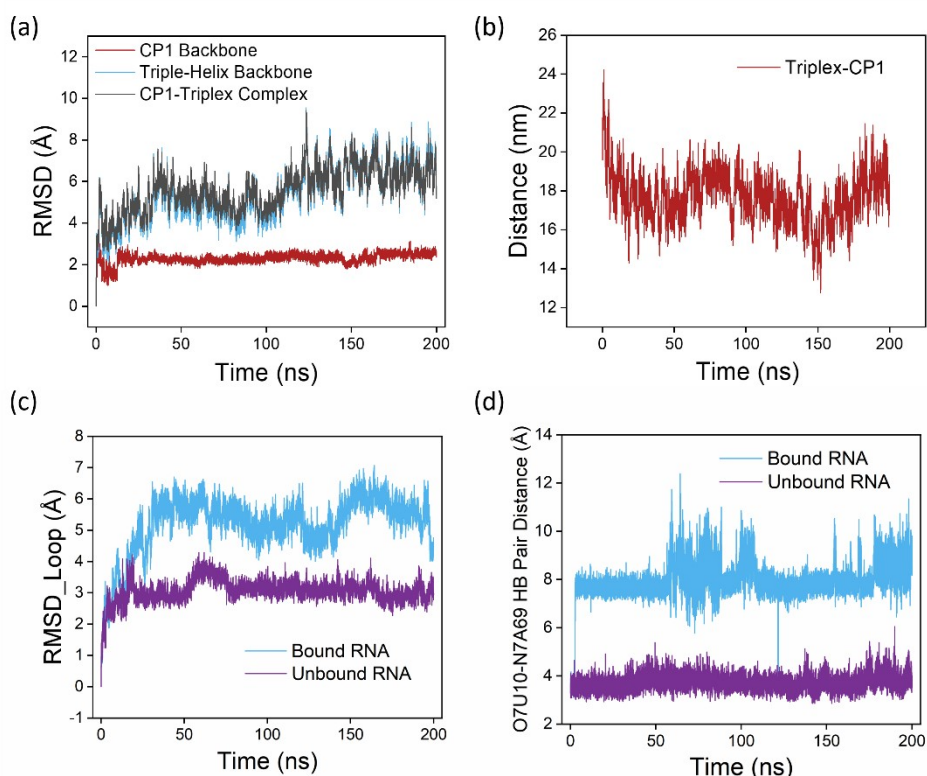 (a)
CP1 Backbone
Triple-Helix Backbone
CP1-Triplex Complex
RMSD (Å)
12
10
8
6
4
2
0
0 50 100 150 200
Time (ns)
(b)
Triplex-CP1
Distance (nm)
26
24
22
20
18
16
14
12
0 50 100 150 200
Time (ns)
(c)
RMSD_Loop (Å)
8
7
6
5
4
3
2
1
0
-1
Bound RNA
Unbound RNA
0 50 100 150 200
Time (ns)
(d)
O7U10-N7A69 HB Pair Distance (Å)
14
12
10
8
6
4
2
Bound RNA
Unbound RNA
0 50 100 150 200
Time (ns)